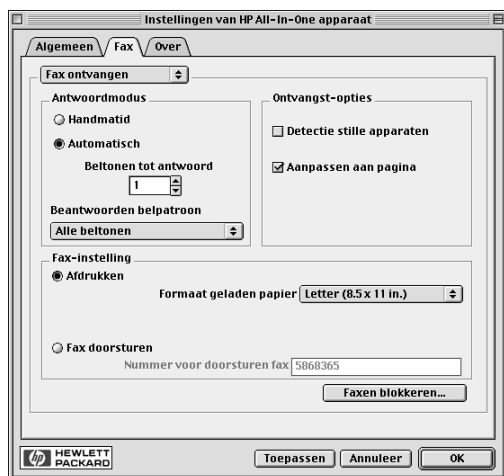 Instellingen van HP All-In-One apparaat
Algemeen
Fax
Over
Fax ontvangen
Antwoordmodus
Handmatid
Automatisch
Beltonen tot antwoord
1
Beantwoorden belpatroon
Alle beltonen
Ontvangst-opties
Detectie stille apparaten
Aanpassen aan pagina
Fax-instelling
Afdrukken
Formaat geladen papier Letter (8.5 x 11 in.)
Fax doorsturen
Nummer voor doorsturen fax 5868365
Faxen blokkeren...
hp HEWLETT
PACKARD
Toepassen
Annuleer
OK